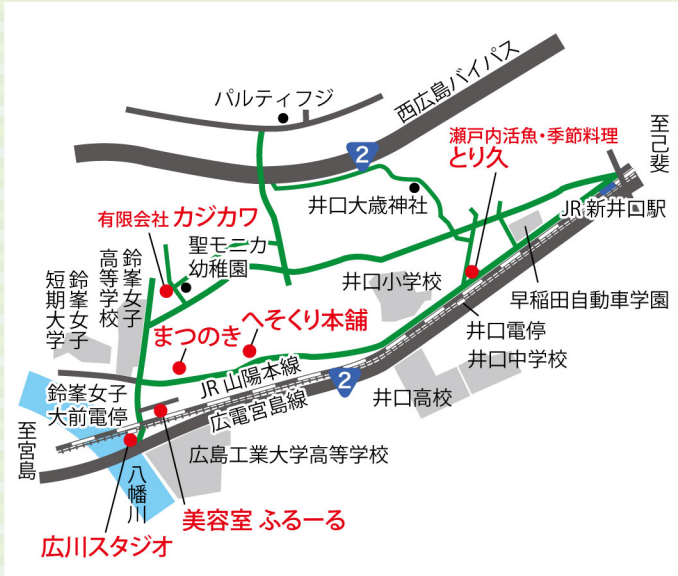 パルティフジ
西広島バイパス
2
瀬戸内活魚・季節料理
とり久
至己斐
井口大歳神社
JR 新井口駅
有限会社 カジカワ
聖モニカ
幼稚園
井口小学校
早稲田自動車学園
鈴峯女子
高等学校
鈴峯女子
短期大学
まつのき
へそくり本舗
井口電停
井口中学校
JR 山陽本線
2
広電宮島線
井口高校
鈴峯女子
大前電停
至宮島
広島工業大学高等学校
八幡川
美容室 ふるーる
広川スタジオ